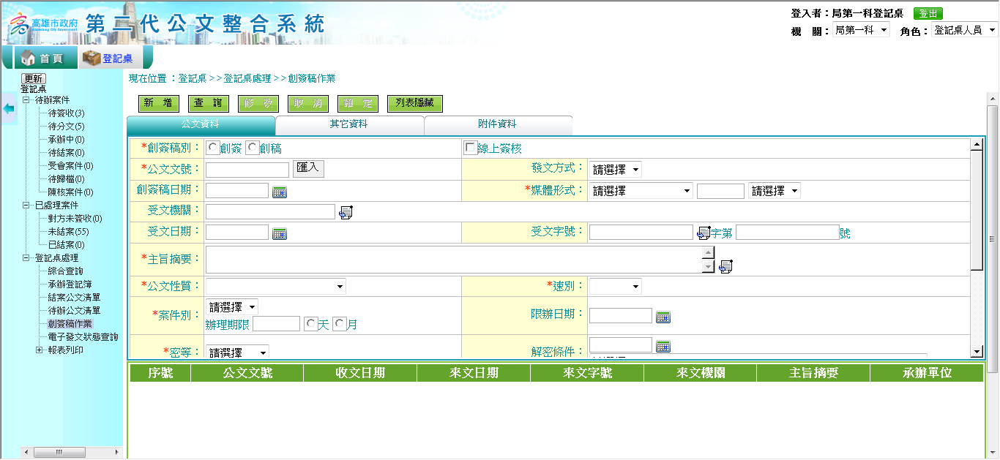 高雄市政府 第二代公文整合系統
Kaohsiung City Government
登入者：局第一科登記桌 登出
機 關： 局第一科 角色： 登記桌人員
首頁 登記桌
現在位置 ：登記桌>>登記桌處理>>創簽稿作業
更新
登記桌
待辦案件
待簽收(3)
待分文(5)
承辦中(0)
待結案(0)
受會案件(0)
待歸檔(0)
陳核案件(0)
已處理案件
對方未簽收(0)
未結案(55)
已結案(0)
登記桌處理
綜合查詢
承辦登記簿
結案公文清單
待辦公文清單
創簽稿作業
電子發文狀態查詢
報表列印
新 增 查 詢 修 改 取 消 確 定 列表隱藏
公文資料 其它資料 附件資料
*創簽稿別： 創簽 創稿 線上簽核
*公文文號： 匯入 發文方式： 請選擇
創簽稿日期： *媒體形式： 請選擇 請選擇
受文機關：
受文日期： 受文字號： 字第 號
*主旨摘要：
*公文性質： *速別：
*案件別： 請選擇 限辦日期：
辦理期限 天 月
*密等： 請選擇 解密條件：
序號 公文文號 收文日期 來文日期 來文字號 來文機關 主旨摘要 承辦單位